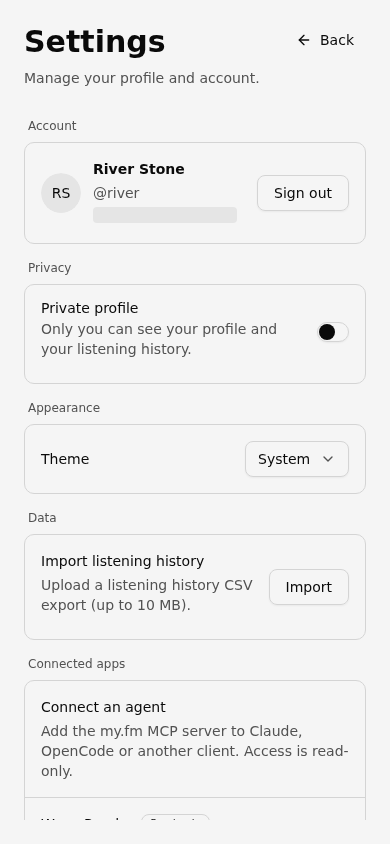 Settings
Back
Manage your profile and account.
Account
RS
River Stone
@river
Sign out
Privacy
Private profile
Only you can see your profile and
your listening history.
Appearance
Theme
System
Data
Import listening history
Upload a listening history CSV
export (up to 10 MB).
Import
Connected apps
Connect an agent
Add the my.fm MCP server to Claude,
OpenCode or another client. Access is read-
only.